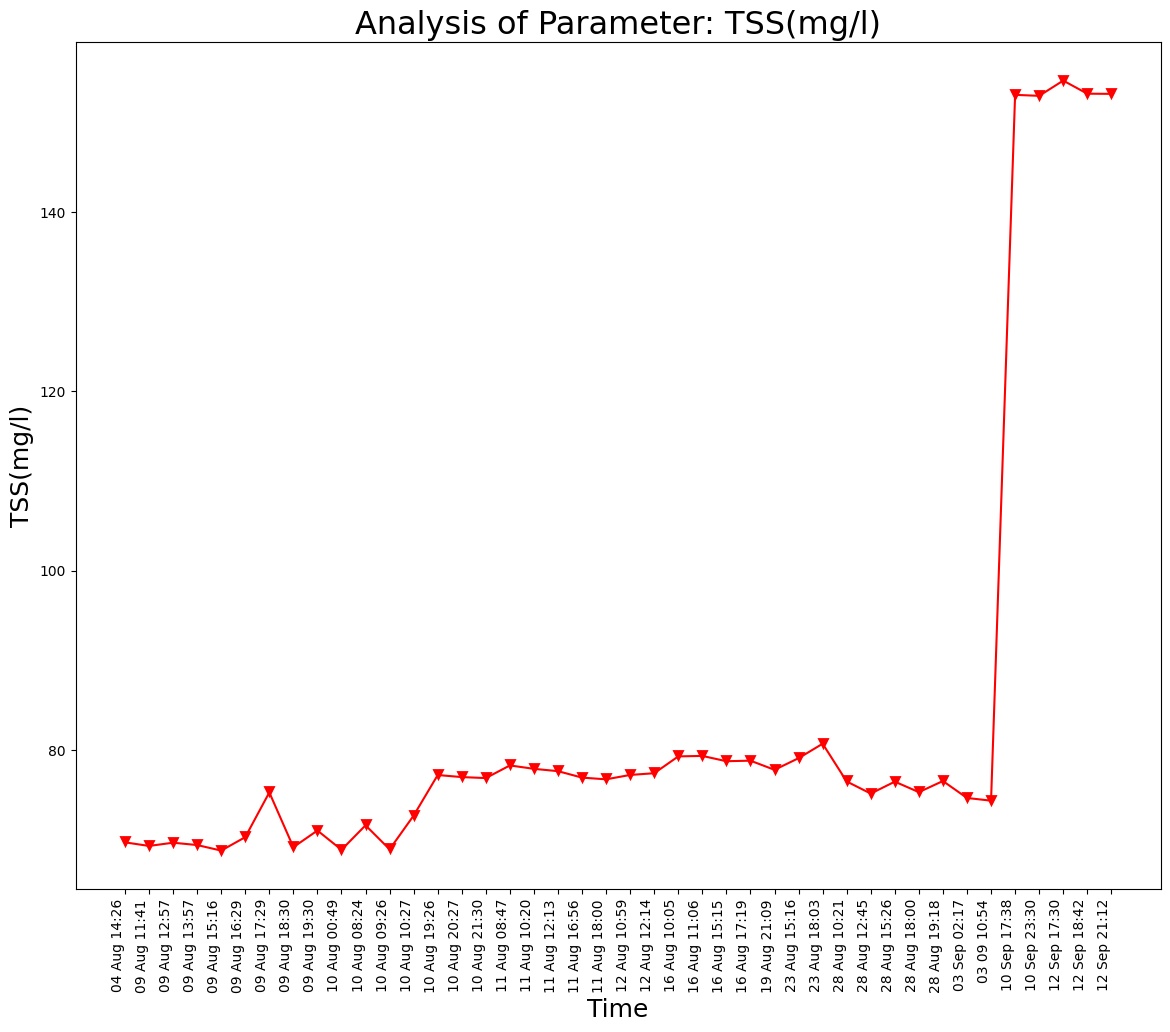 Analysis of Parameter: TSS(mg/l)
TSS(mg/l)
140
120
100
80
04 Aug 14:26
09 Aug 11:41
09 Aug 12:57
09 Aug 13:57
09 Aug 15:16
09 Aug 16:29
09 Aug 17:29
09 Aug 18:30
09 Aug 19:30
10 Aug 00:49
10 Aug 08:24
10 Aug 09:26
10 Aug 10:27
10 Aug 19:26
10 Aug 20:27
10 Aug 21:30
11 Aug 08:47
11 Aug 10:20
11 Aug 12:13
11 Aug 16:56
11 Aug 18:00
12 Aug 10:59
12 Aug 12:14
16 Aug 10:05
16 Aug 11:06
16 Aug 15:15
16 Aug 17:19
19 Aug 21:09
23 Aug 15:16
23 Aug 18:03
28 Aug 10:21
28 Aug 12:45
28 Aug 15:26
28 Aug 18:00
28 Aug 19:18
03 Sep 02:17
03 09 10:54
10 Sep 17:38
10 Sep 23:30
12 Sep 17:30
12 Sep 18:42
12 Sep 21:12
Time